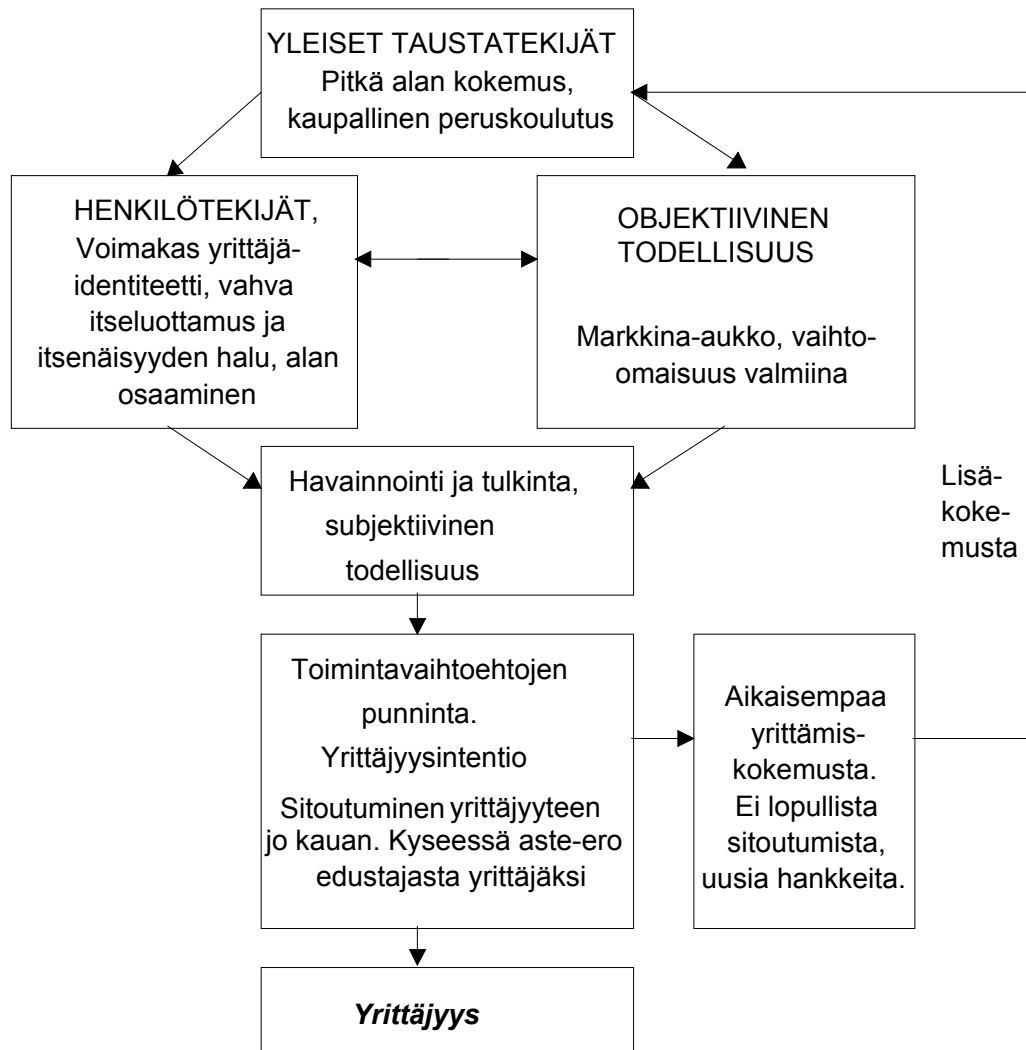 YLEISET TAUSTATEKIJÄT
Pitkä alan kokemus,
kaupallinen peruskoulutus
HENKILÖTEKIJÄT,
Voimakas yrittäjä-
identiteetti, vahva
itseluottamus ja
itsenäisyyden halu, alan
osaaminen
OBJEKTIIVINEN
TODELLISUUS
Markkina-aukko, vaihto-
omaisuus valmiina
Havainnointi ja tulkinta,
subjektiivinen
todellisuus
Lisä-
koke-
musta
Toimintavaihtoehtojen
punninta.
Yrittäjyysintentio
Sitoutuminen yrittäjyyteen
jo kauan. Kyseessä aste-ero
edustajasta yrittäjäksi
Aikaisempaa
yrittämis-
kokemusta.
Ei lopullista
sitoutumista,
uusia hankkeita.
Yrittäjyys